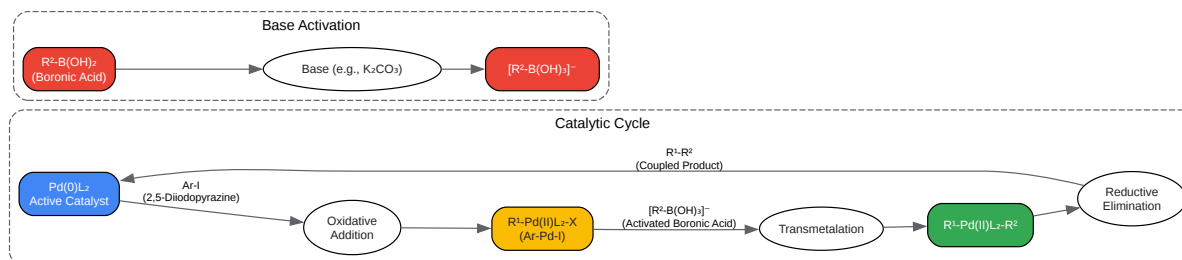 Base Activation
R²-B(OH)₂
(Boronic Acid)
Base (e.g., K₂CO₃)
[R²-B(OH)₃]⁻
Catalytic Cycle
R¹-R²
(Coupled Product)
Pd(0)L₂
Active Catalyst
Ar-I
(2,5-Diiodopyrazine)
Oxidative
Addition
R¹-Pd(II)L₂-X
(Ar-Pd-I)
[R²-B(OH)₃]⁻
(Activated Boronic Acid)
Transmetalation
R¹-Pd(II)L₂-R²
Reductive
Elimination